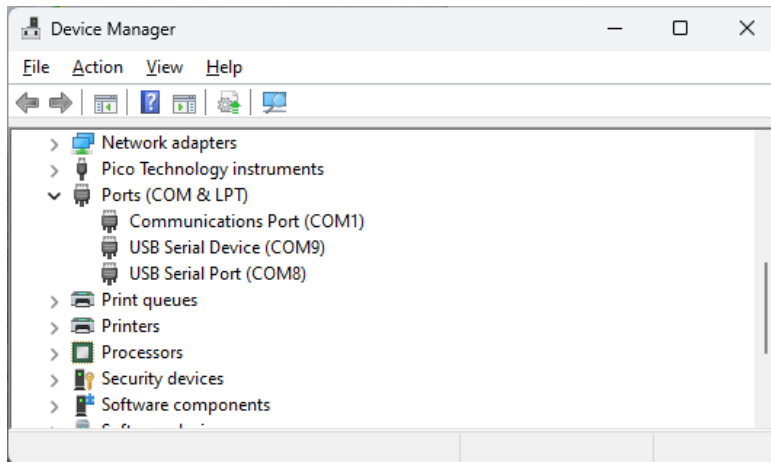 Device Manager
File Action View Help
Network adapters
Pico Technology instruments
Ports (COM & LPT)
Communications Port (COM1)
USB Serial Device (COM9)
USB Serial Port (COM8)
Print queues
Printers
Processors
Security devices
Software components